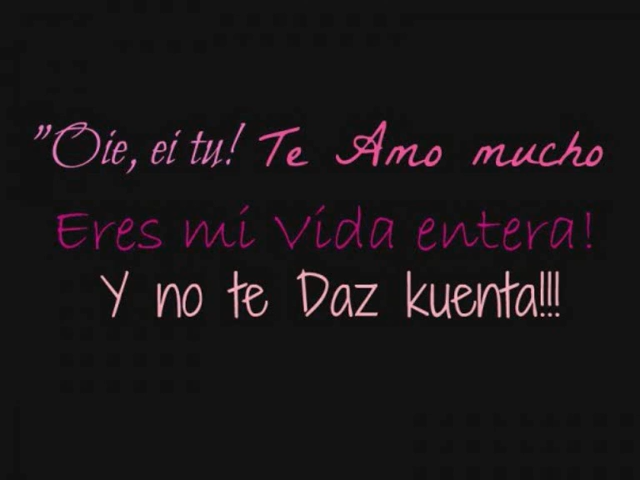 "Oie, ei tu! Te Amo mucho
Eres mi Vida entera!
Y no te Daz kuenta!!!